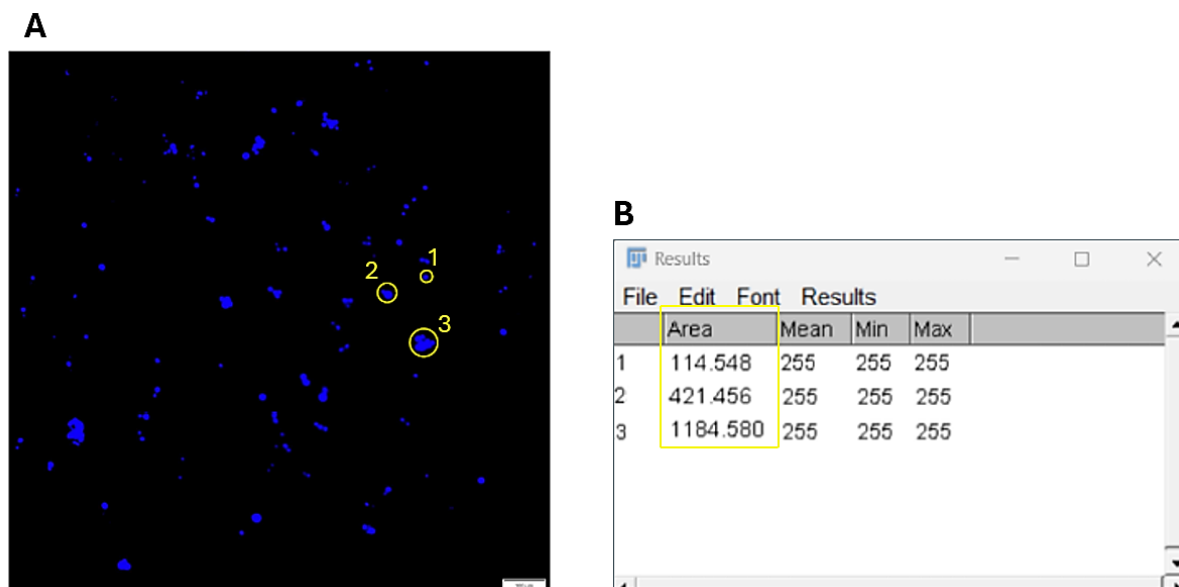 A
1
2
3
B
Results
File Edit Font Results
Area Mean Min Max
1 114.548 255 255 255
2 421.456 255 255 255
3 1184.580 255 255 255